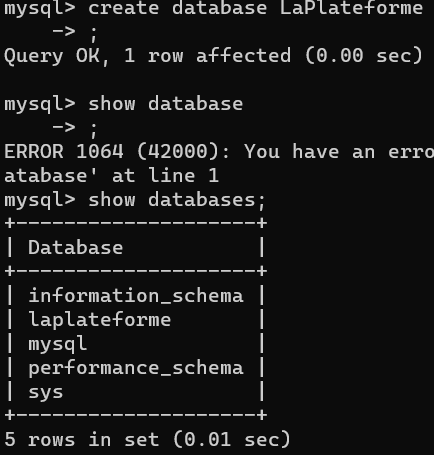 mysql> create database LaPlateforme
    -> ;
Query OK, 1 row affected (0.00 sec)
mysql> show database
    -> ;
ERROR 1064 (42000): You have an erro
atabase' at line 1
mysql> show databases;
+--------------------+
| Database           |
+--------------------+
| information_schema |
| laplateforme       |
| mysql              |
| performance_schema |
| sys                |
+--------------------+
5 rows in set (0.01 sec)